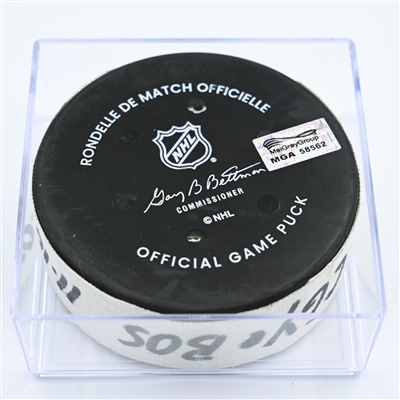 RONDELLE DE MATCH OFFICIELLE
NHL
MeiGrayGroup
MGA 58562
Gary B Bettman
COMMISSIONER
© NHL
OFFICIAL GAME PUCK
BOS